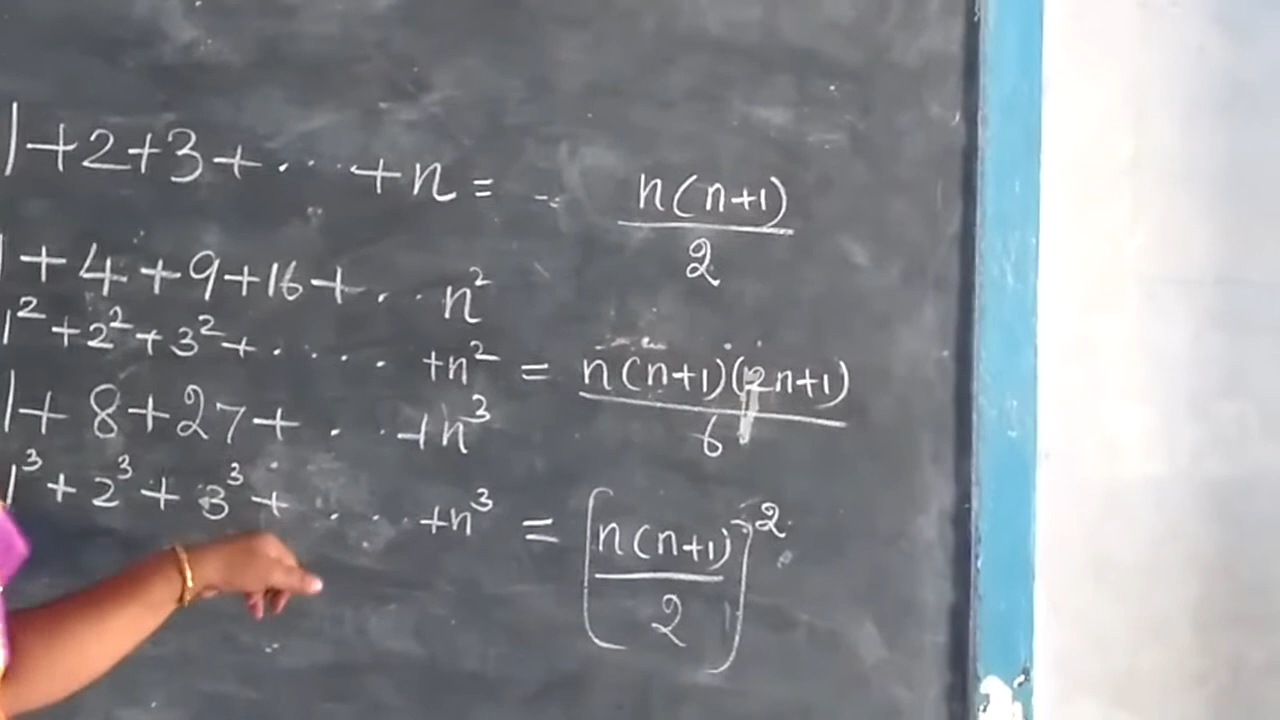 1+2+3+ ... +n = n(n+1)/2
1+4+9+16+ ... n²
1²+2²+3²+ ..... +n² = n(n+1)(2n+1)/6
1+8+27+ ... +n³
1³+2³+3³+ ... +n³ = [n(n+1)/2]²